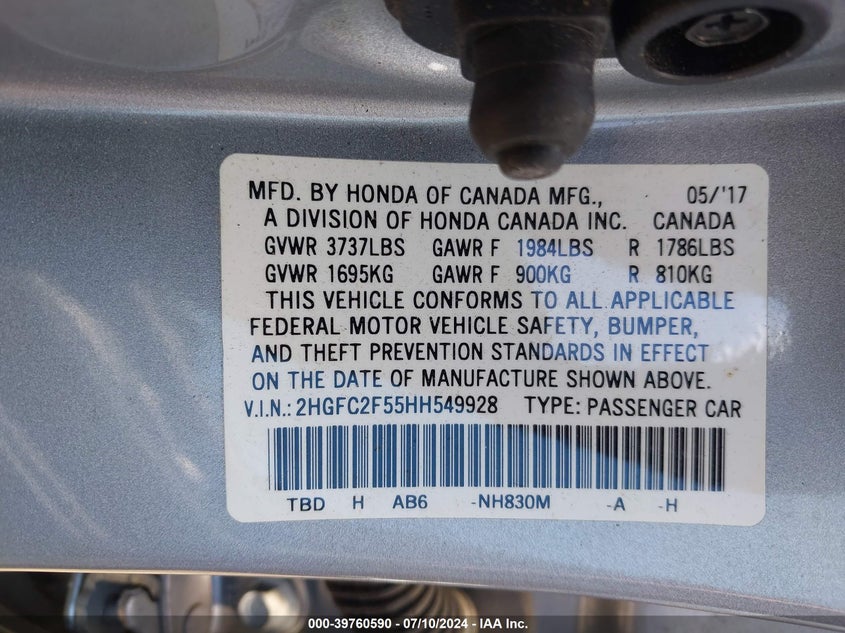 MFD. BY HONDA OF CANADA MFG., 05/'17
A DIVISION OF HONDA CANADA INC. CANADA
GVWR 3737LBS GAWR F 1984LBS R 1786LBS
GVWR 1695KG GAWR F 900KG R 810KG
THIS VEHICLE CONFORMS TO ALL APPLICABLE
FEDERAL MOTOR VEHICLE SAFETY, BUMPER,
AND THEFT PREVENTION STANDARDS IN EFFECT
ON THE DATE OF MANUFACTURE SHOWN ABOVE.
V.I.N.: 2HGFC2F55HH549928 TYPE: PASSENGER CAR
TBD H AB6 -NH830M -A -H
000-39760590 - 07/10/2024 - IAA Inc.